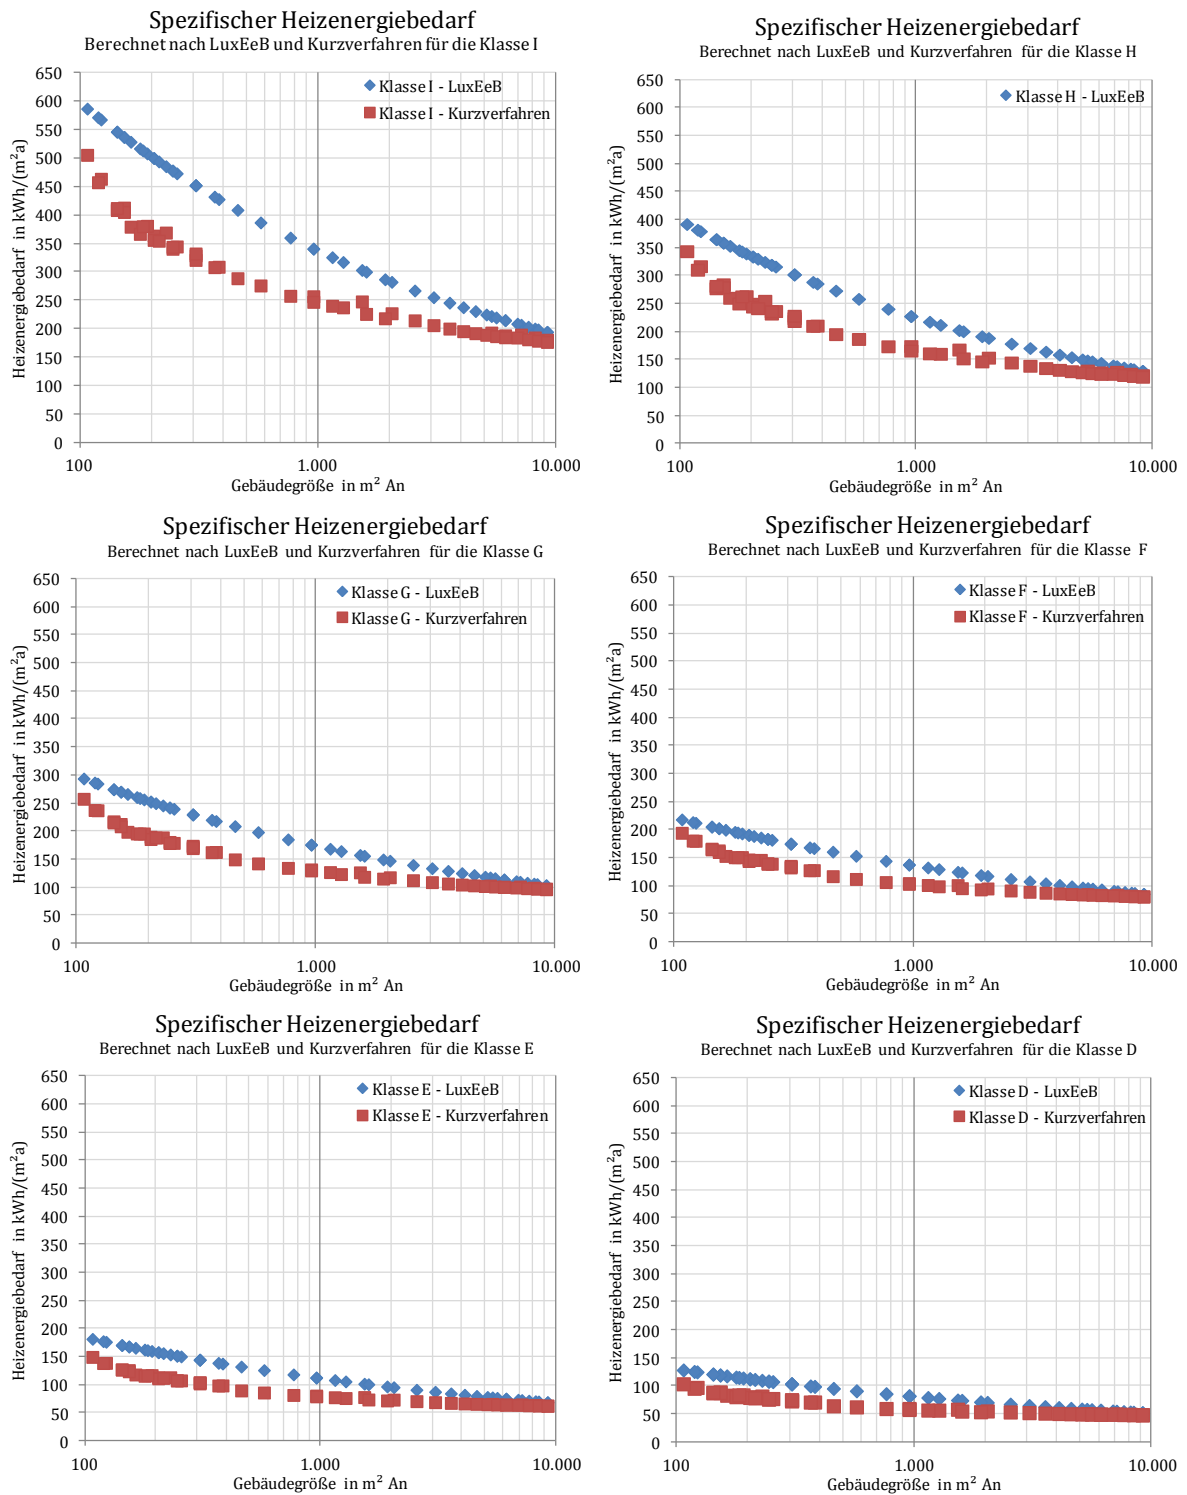 Spezifischer Heizenergiebedarf
Berechnet nach LuxEeB und Kurzverfahren für die Klasse I
Heizenergiebedarf in kWh/(m²a)
650
600
550
500
450
400
350
300
250
200
150
100
50
0
Klasse I - LuxEeB
Klasse I - Kurzverfahren
100
1.000
10.000
Gebäudegröße in m² An
Spezifischer Heizenergiebedarf
Berechnet nach LuxEeB und Kurzverfahren für die Klasse H
Heizenergiebedarf in kWh/(m²a)
650
600
550
500
450
400
350
300
250
200
150
100
50
0
Klasse H - LuxEeB
100
1.000
10.000
Gebäudegröße in m² An
Spezifischer Heizenergiebedarf
Berechnet nach LuxEeB und Kurzverfahren für die Klasse G
Heizenergiebedarf in kWh/(m²a)
650
600
550
500
450
400
350
300
250
200
150
100
50
0
Klasse G - LuxEeB
Klasse G - Kurzverfahren
100
1.000
10.000
Gebäudegröße in m² An
Spezifischer Heizenergiebedarf
Berechnet nach LuxEeB und Kurzverfahren für die Klasse F
Heizenergiebedarf in kWh/(m²a)
650
600
550
500
450
400
350
300
250
200
150
100
50
0
Klasse F - LuxEeB
Klasse F - Kurzverfahren
100
1.000
10.000
Gebäudegröße in m² An
Spezifischer Heizenergiebedarf
Berechnet nach LuxEeB und Kurzverfahren für die Klasse E
Heizenergiebedarf in kWh/(m²a)
650
600
550
500
450
400
350
300
250
200
150
100
50
0
Klasse E - LuxEeB
Klasse E - Kurzverfahren
100
1.000
10.000
Gebäudegröße in m² An
Spezifischer Heizenergiebedarf
Berechnet nach LuxEeB und Kurzverfahren für die Klasse D
Heizenergiebedarf in kWh/(m²a)
650
600
550
500
450
400
350
300
250
200
150
100
50
0
Klasse D - LuxEeB
Klasse D - Kurzverfahren
100
1.000
10.000
Gebäudegröße in m² An